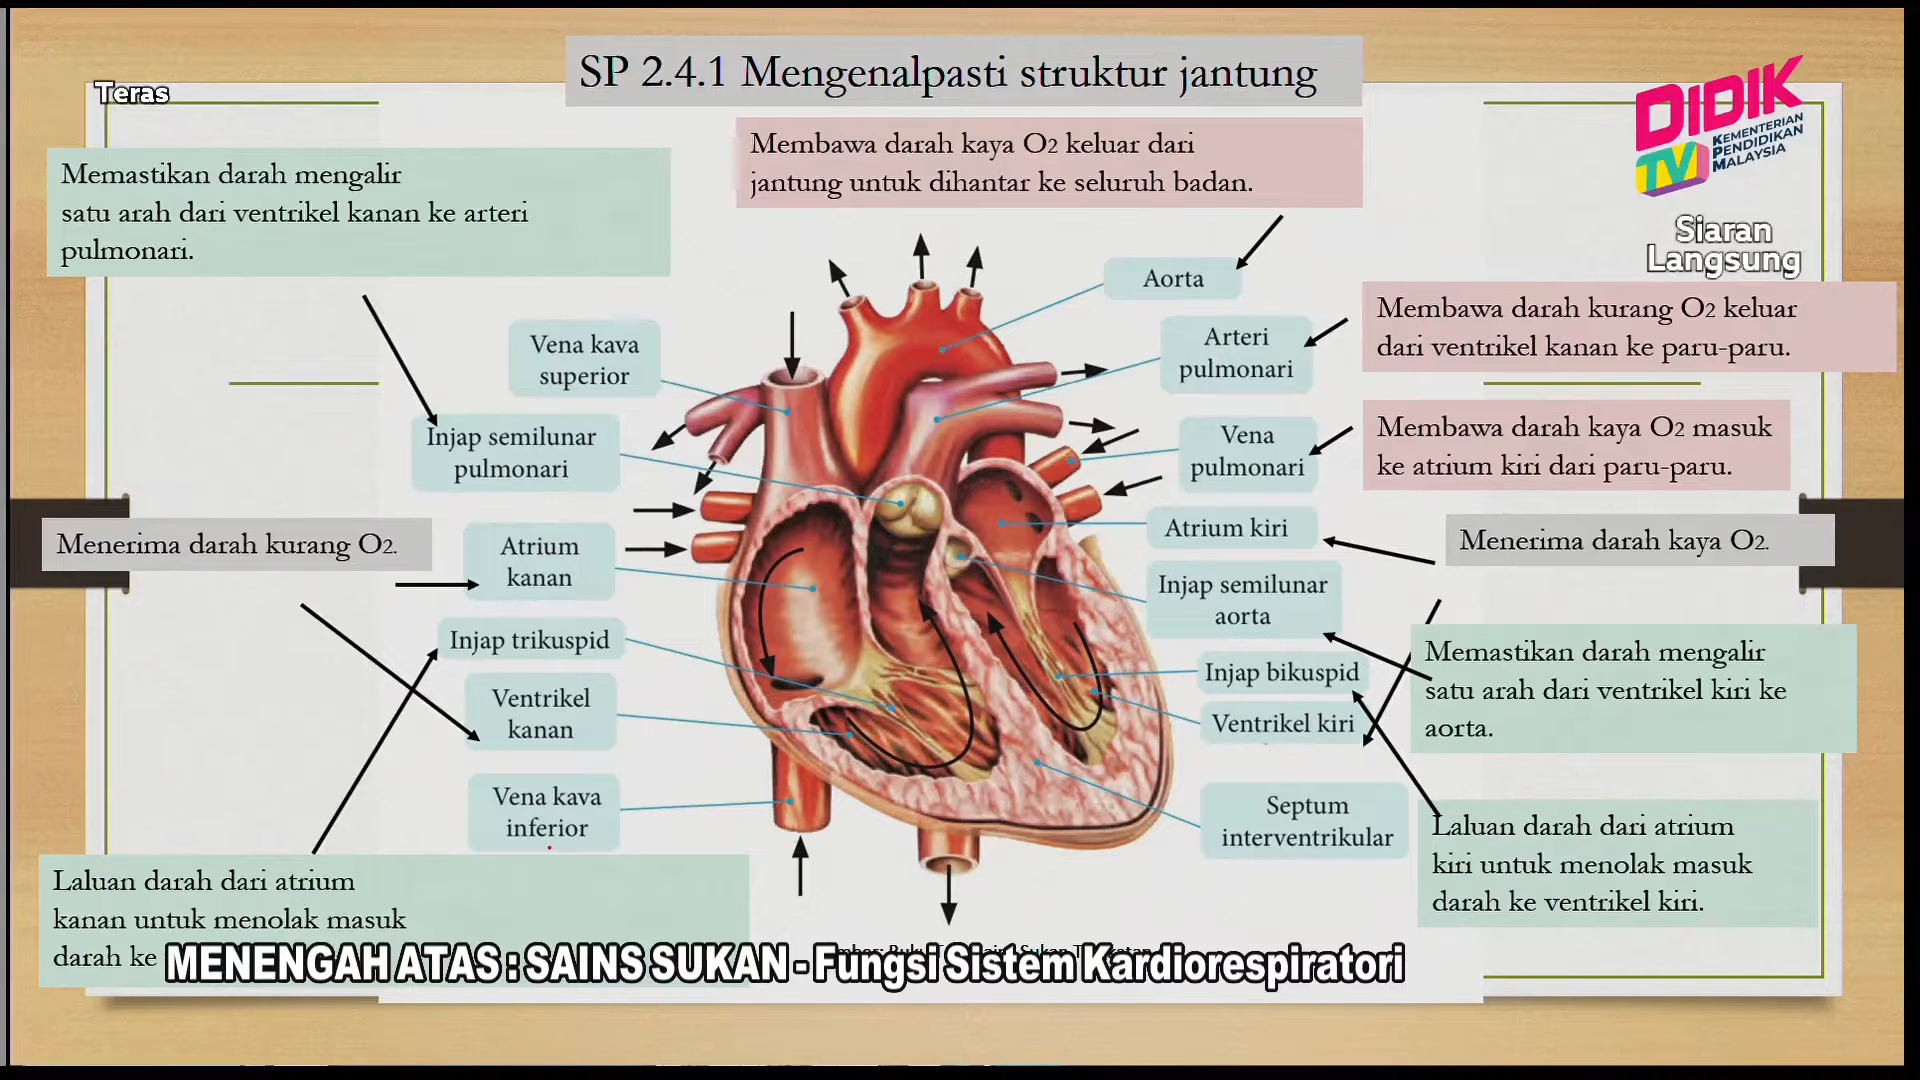 SP 2.4.1 Mengenalpasti struktur jantung
Teras
DIDIK
TV
KEMENTERIAN
PENDIDIKAN
MALAYSIA
Siaran
Langsung
Memastikan darah mengalir
satu arah dari ventrikel kanan ke arteri
pulmonari.
Membawa darah kaya O2 keluar dari
jantung untuk dihantar ke seluruh badan.
Aorta
Membawa darah kurang O2 keluar
dari ventrikel kanan ke paru-paru.
Vena kava
superior
Arteri
pulmonari
Injap semilunar
pulmonari
Vena
pulmonari
Membawa darah kaya O2 masuk
ke atrium kiri dari paru-paru.
Menerima darah kurang O2.
Atrium
kanan
Atrium kiri
Menerima darah kaya O2.
Injap semilunar
aorta
Injap trikuspid
Injap bikuspid
Memastikan darah mengalir
satu arah dari ventrikel kiri ke
aorta.
Ventrikel
kanan
Ventrikel kiri
Vena kava
inferior
Septum
interventrikular
Laluan darah dari atrium
kiri untuk menolak masuk
darah ke ventrikel kiri.
Laluan darah dari atrium
kanan untuk menolak masuk
darah ke
MENENGAH ATAS : SAINS SUKAN - Fungsi Sistem Kardiorespiratori